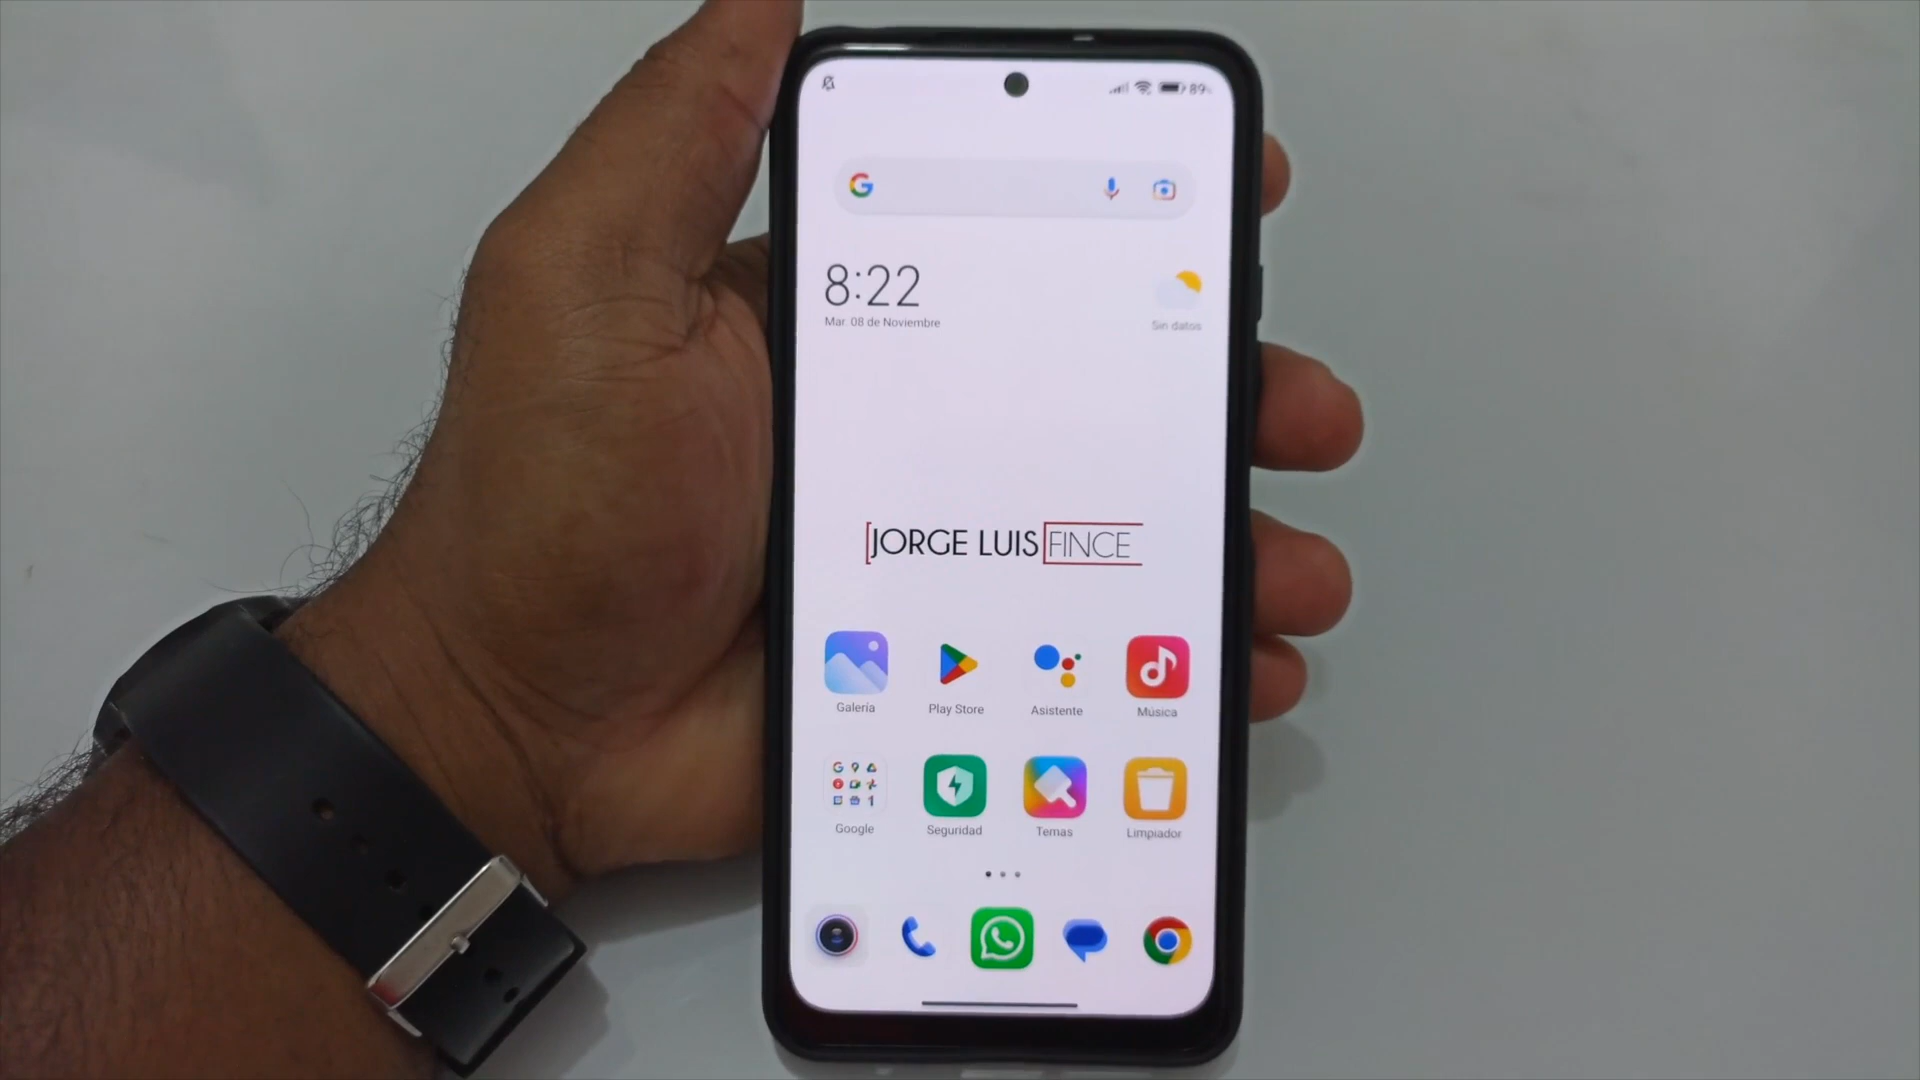 89
8:22
Mar. 08 de Noviembre
Sin datos
JORGE LUIS FINCE
Galería
Play Store
Asistente
Música
Google
Seguridad
Temas
Limpiador